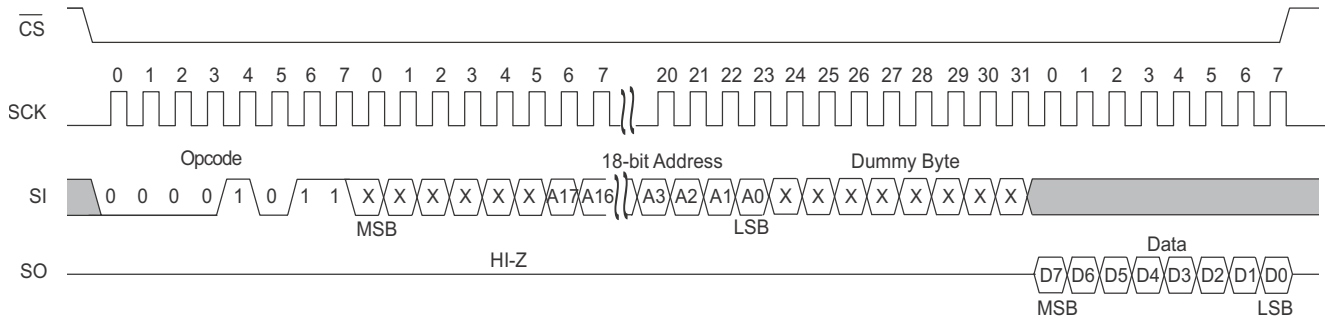 CS
0 1 2 3 4 5 6 7 0 1 2 3 4 5 6 7 20 21 22 23 24 25 26 27 28 29 30 31 0 1 2 3 4 5 6 7
SCK
Opcode 18-bit Address Dummy Byte
SI 0 0 0 0 1 0 1 1 X X X X X X A17 A16 A3 A2 A1 A0 X X X X X X X X
MSB LSB
HI-Z Data
SO D7 D6 D5 D4 D3 D2 D1 D0
MSB LSB